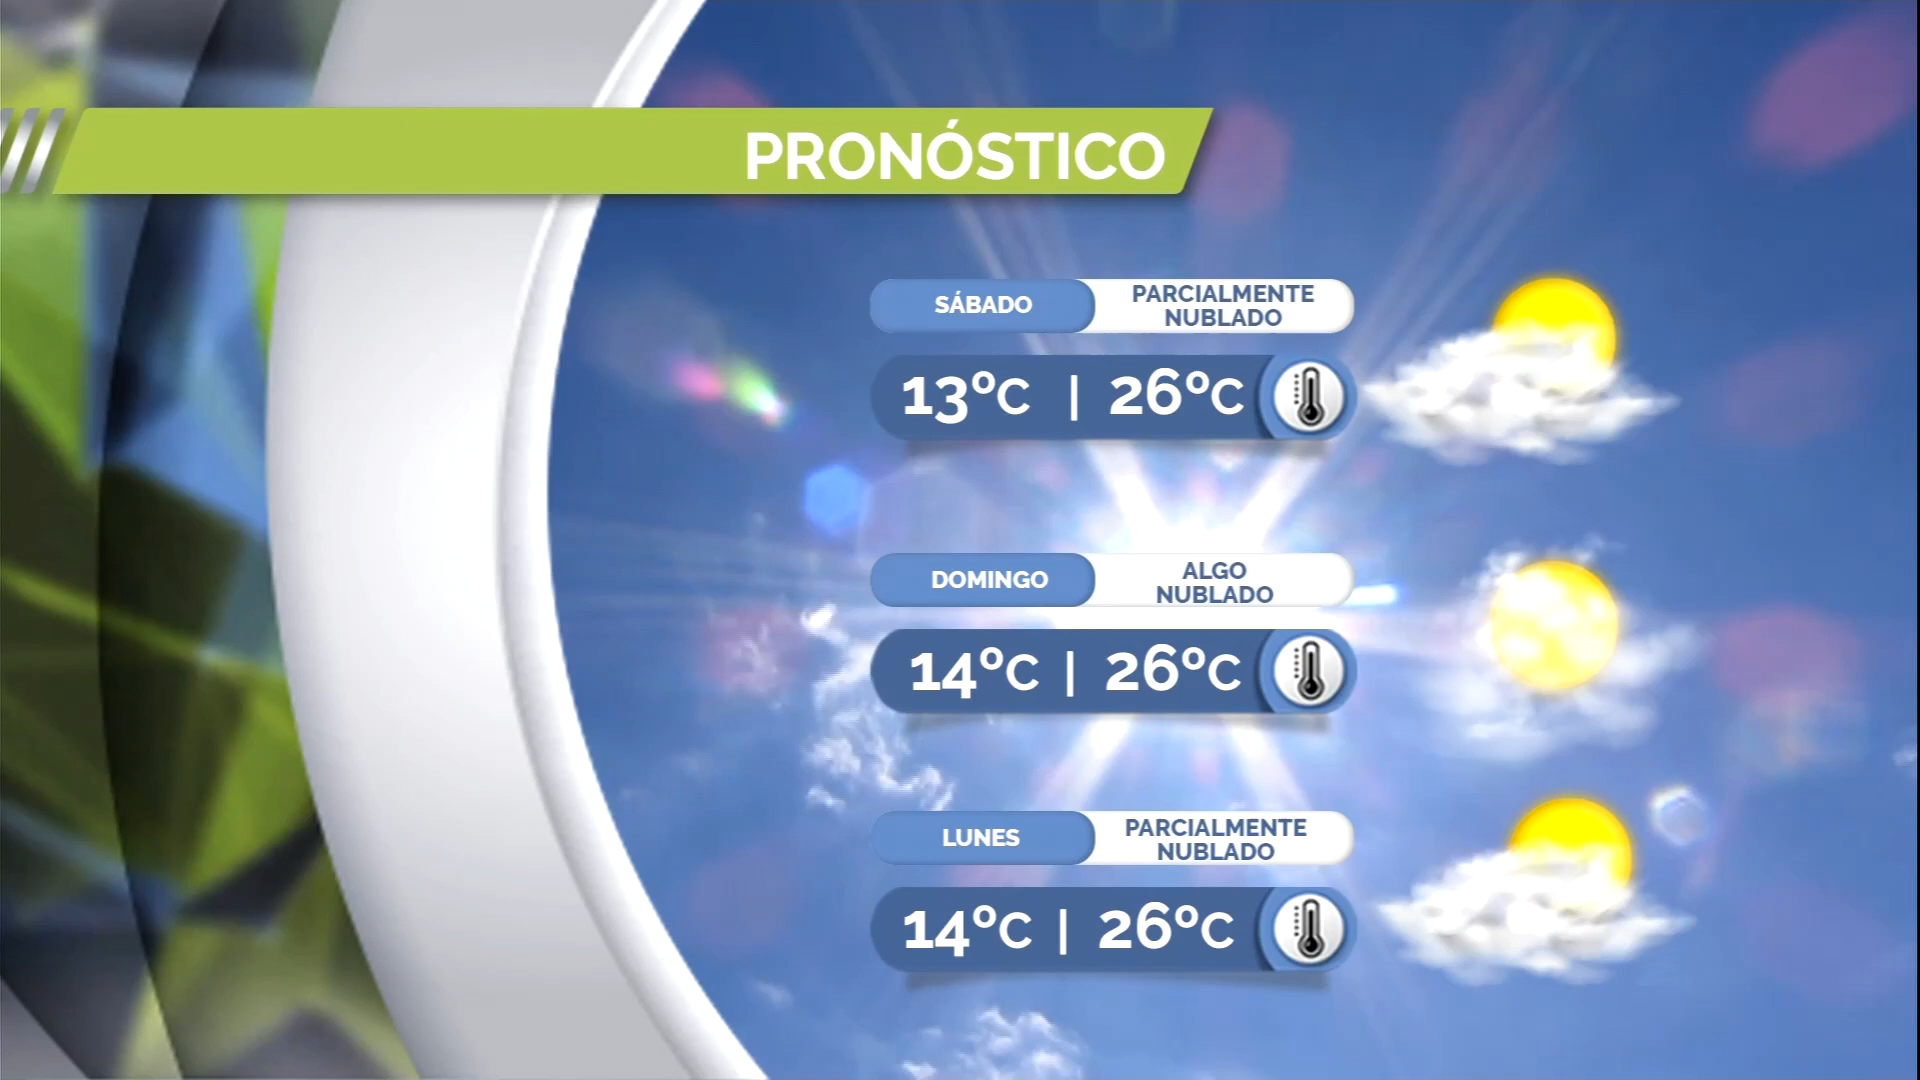 PRONÓSTICO
SÁBADO
PARCIALMENTE
NUBLADO
13°C | 26°C
DOMINGO
ALGO
NUBLADO
14°C | 26°C
LUNES
PARCIALMENTE
NUBLADO
14°C | 26°C